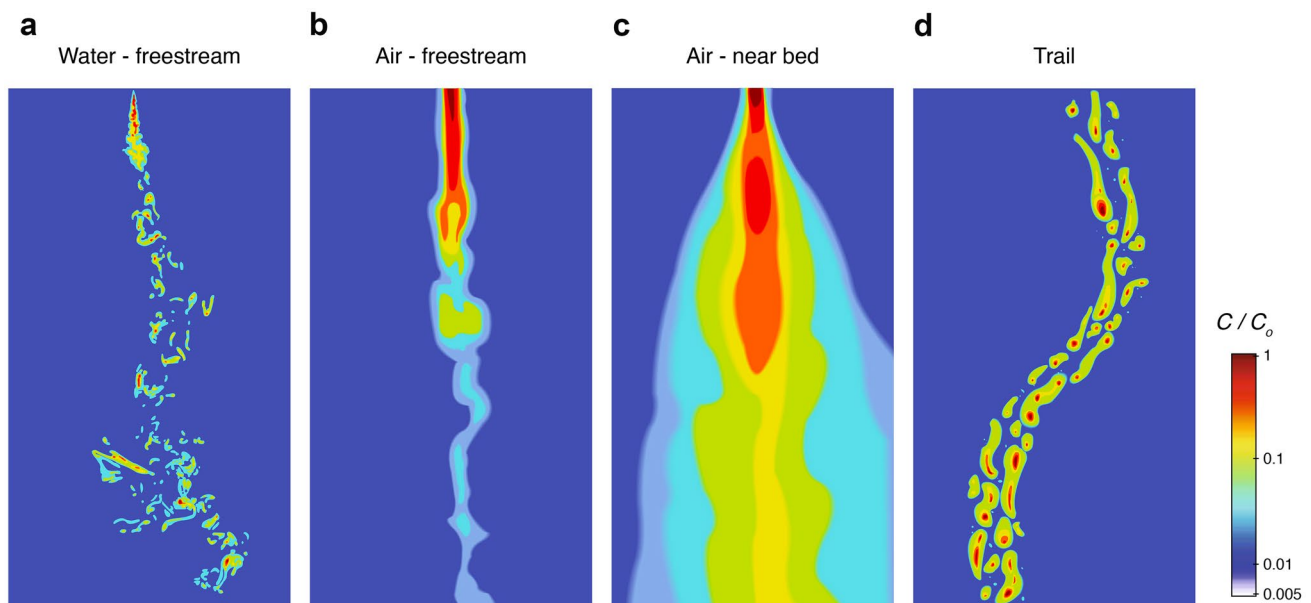 a
Water - freestream
b
Air - freestream
c
Air - near bed
d
Trail
C / Co
1
0.1
0.01
0.005